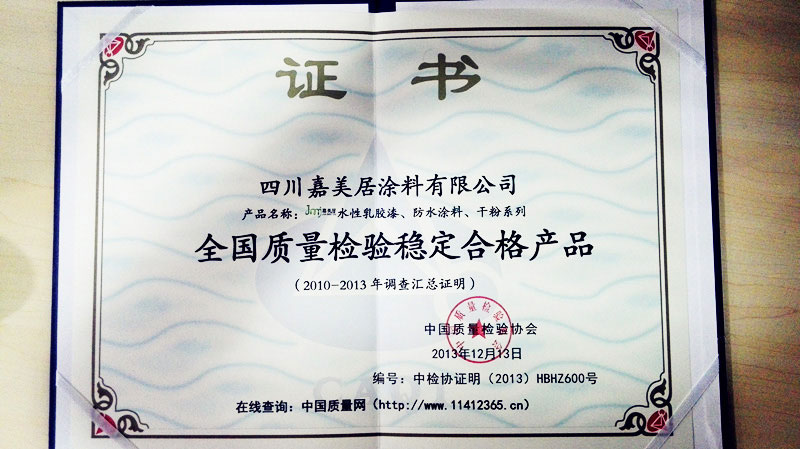 证 书
四川嘉美居涂料有限公司
产品名称：Jmj 水性乳胶漆、防水涂料、干粉系列
全国质量检验稳定合格产品
（2010-2013年调查汇总证明）
中国质量检验协会
2013年12月13日
编号：中检协证明（2013）HBHZ600号
在线查询：中国质量网（http://www.11412365.cn）